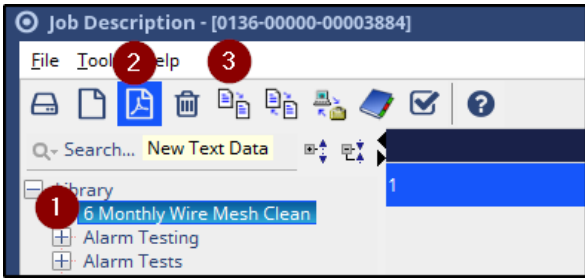 Job Description - [0136-00000-00003884]
File Tools Help
2 3
Search... New Text Data
1
Library
1 6 Monthly Wire Mesh Clean
Alarm Testing
Alarm Tests